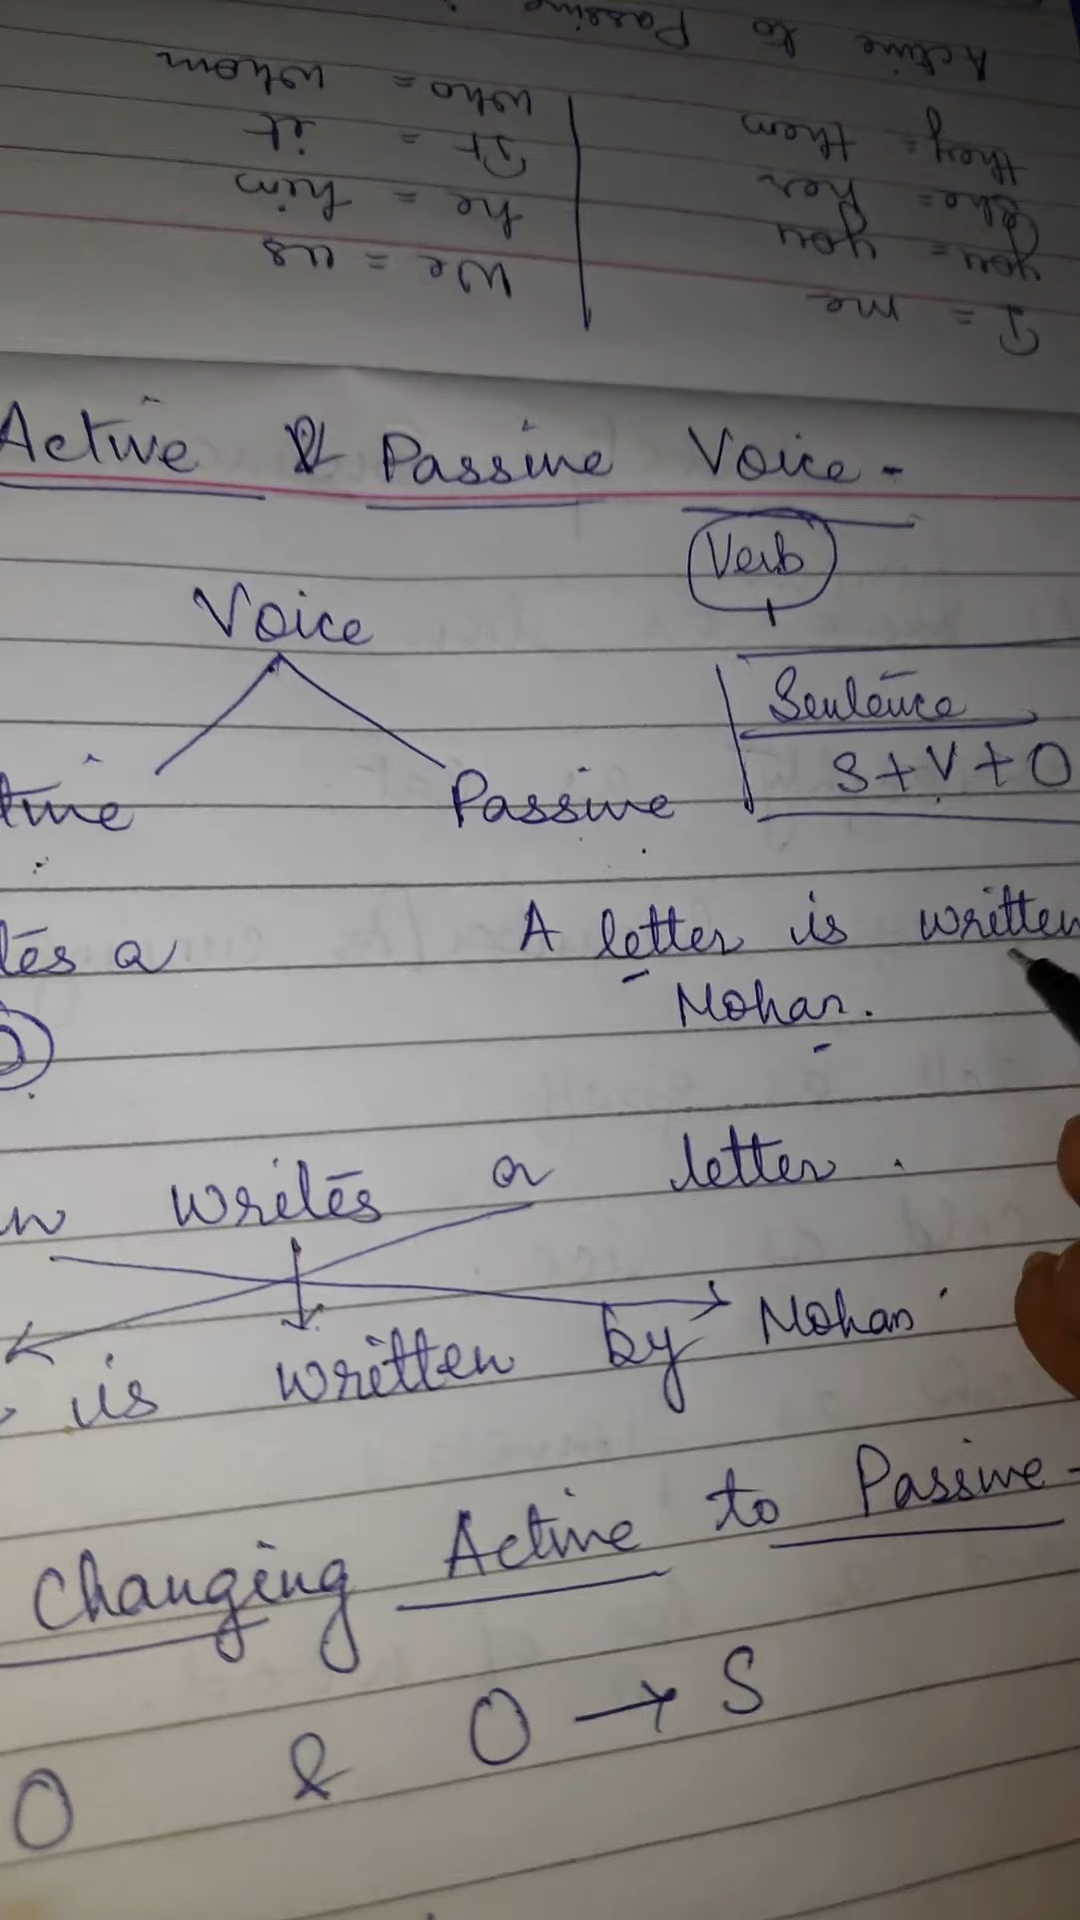 Active to Passive
who = whom
It = it
he = him
we = us
they = them
She = her
you = you
I = me
Active & Passive Voice -
Verb
Voice
Sentence
S + V + O
tive
Passive
tes a
A letter is written
Mohan.
n writes a letter.
is written by Mohan
Changing Active to Passive -
O & O → S